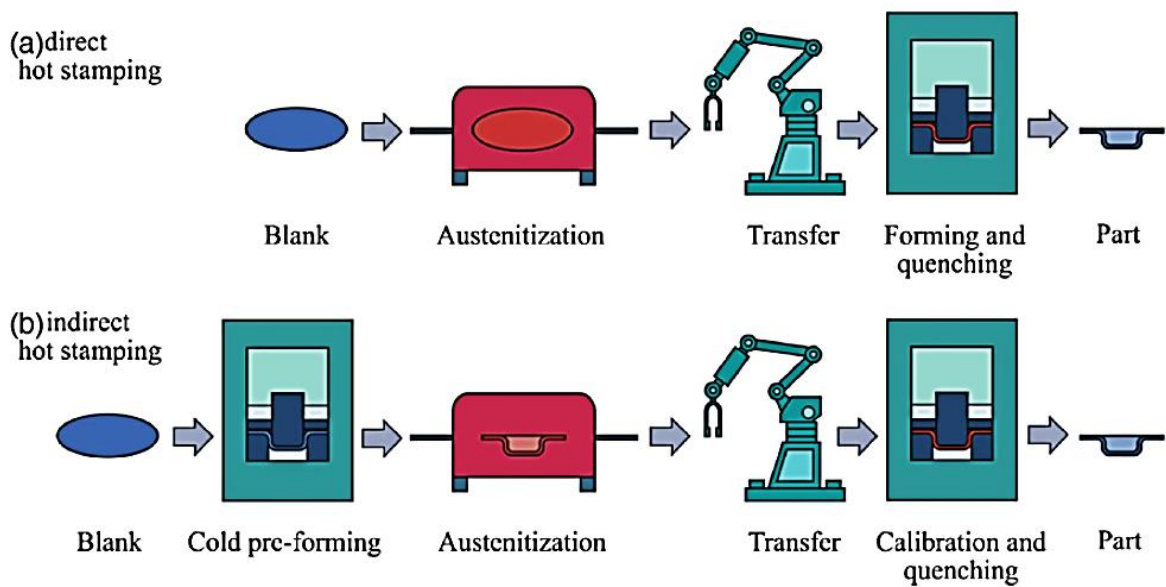 (a) direct
hot stamping
Blank
Austenitization
Transfer
Forming and
quenching
Part
(b) indirect
hot stamping
Blank
Cold pre-forming
Austenitization
Transfer
Calibration and
quenching
Part